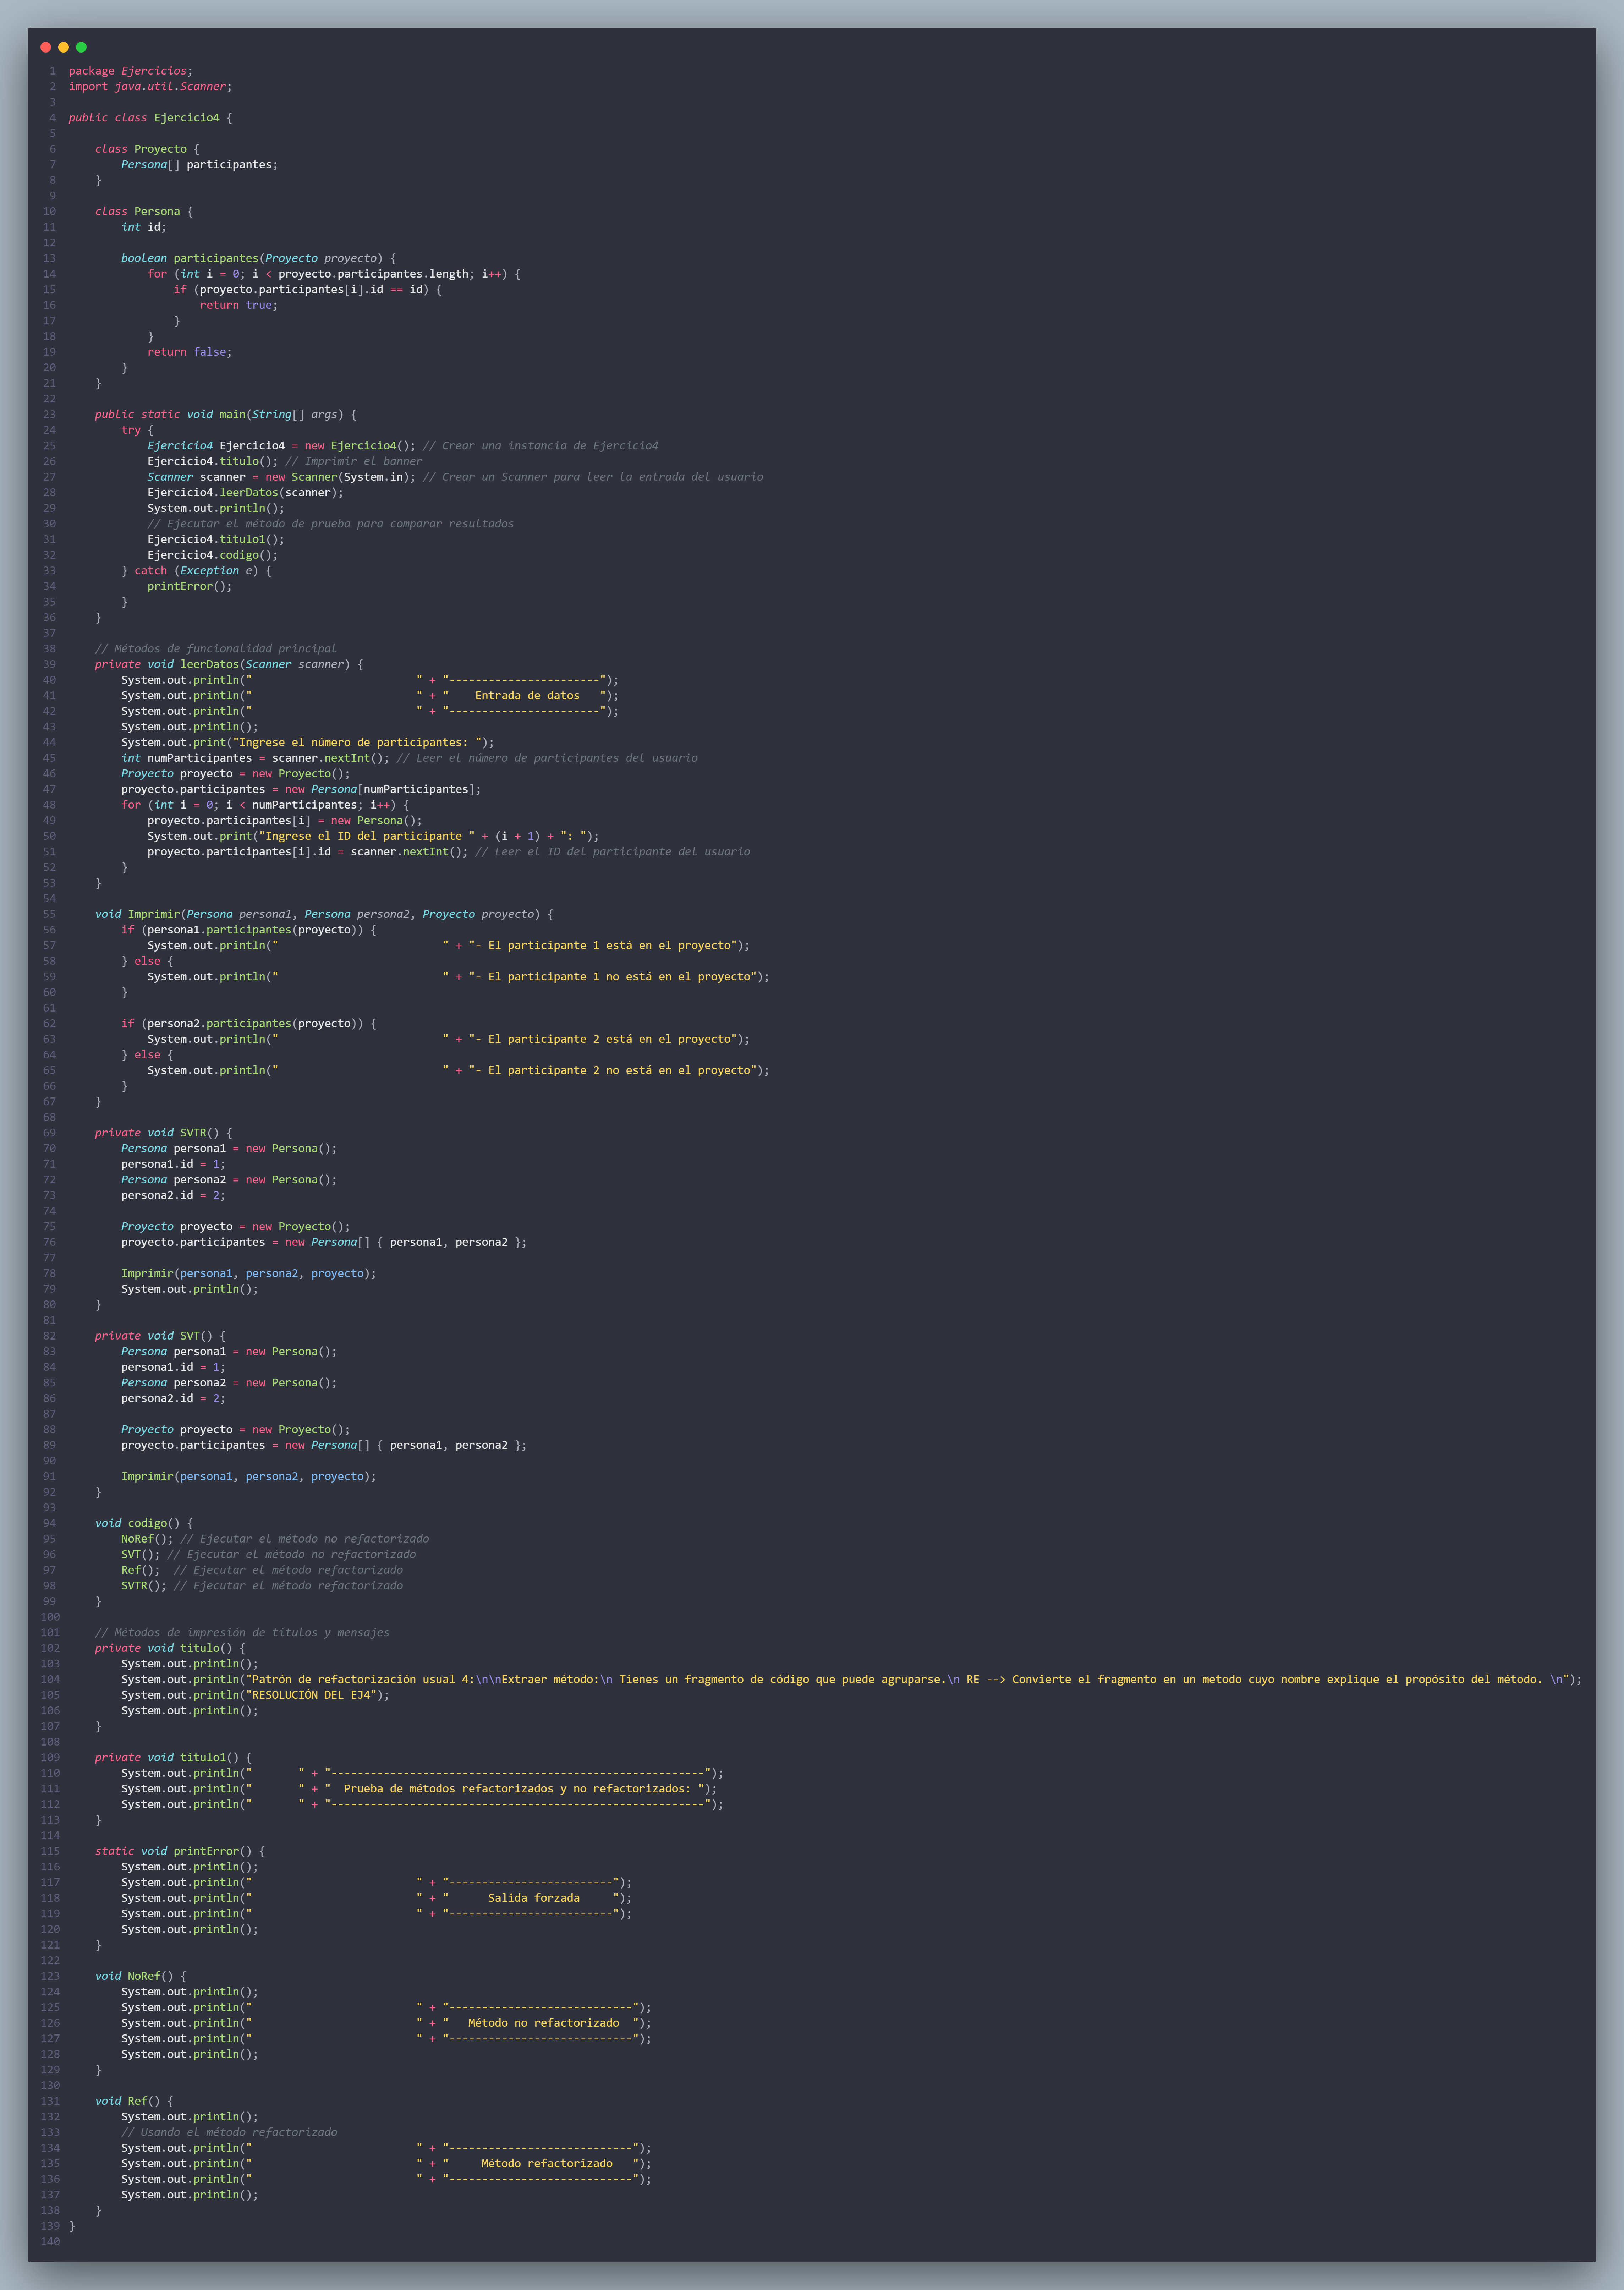 1 package Ejercicios;
2 import java.util.Scanner;
3
4 public class Ejercicio4 {
5
6     class Proyecto {
7         Persona[] participantes;
8     }
9
10     class Persona {
11         int id;
12
13         boolean participantes(Proyecto proyecto) {
14             for (int i = 0; i < proyecto.participantes.length; i++) {
15                 if (proyecto.participantes[i].id == id) {
16                     return true;
17                 }
18             }
19             return false;
20         }
21     }
22
23     public static void main(String[] args) {
24         try {
25             Ejercicio4 Ejercicio4 = new Ejercicio4(); // Crear una instancia de Ejercicio4
26             Ejercicio4.titulo(); // Imprimir el banner
27             Scanner scanner = new Scanner(System.in); // Crear un Scanner para leer la entrada del usuario
28             Ejercicio4.leerDatos(scanner);
29             System.out.println();
30             // Ejecutar el método de prueba para comparar resultados
31             Ejercicio4.titulo1();
32             Ejercicio4.codigo();
33         } catch (Exception e) {
34             printError();
35         }
36     }
37
38     // Métodos de funcionalidad principal
39     private void leerDatos(Scanner scanner) {
40         System.out.println("                         " + "-----------------------");
41         System.out.println("                         " + "    Entrada de datos   ");
42         System.out.println("                         " + "-----------------------");
43         System.out.println();
44         System.out.print("Ingrese el número de participantes: ");
45         int numParticipantes = scanner.nextInt(); // Leer el número de participantes del usuario
46         Proyecto proyecto = new Proyecto();
47         proyecto.participantes = new Persona[numParticipantes];
48         for (int i = 0; i < numParticipantes; i++) {
49             proyecto.participantes[i] = new Persona();
50             System.out.print("Ingrese el ID del participante " + (i + 1) + ": ");
51             proyecto.participantes[i].id = scanner.nextInt(); // Leer el ID del participante del usuario
52         }
53     }
54
55     void Imprimir(Persona persona1, Persona persona2, Proyecto proyecto) {
56         if (persona1.participantes(proyecto)) {
57             System.out.println("                         " + "- El participante 1 está en el proyecto");
58         } else {
59             System.out.println("                         " + "- El participante 1 no está en el proyecto");
60         }
61
62         if (persona2.participantes(proyecto)) {
63             System.out.println("                         " + "- El participante 2 está en el proyecto");
64         } else {
65             System.out.println("                         " + "- El participante 2 no está en el proyecto");
66         }
67     }
68
69     private void SVTR() {
70         Persona persona1 = new Persona();
71         persona1.id = 1;
72         Persona persona2 = new Persona();
73         persona2.id = 2;
74
75         Proyecto proyecto = new Proyecto();
76         proyecto.participantes = new Persona[] { persona1, persona2 };
77
78         Imprimir(persona1, persona2, proyecto);
79         System.out.println();
80     }
81
82     private void SVT() {
83         Persona persona1 = new Persona();
84         persona1.id = 1;
85         Persona persona2 = new Persona();
86         persona2.id = 2;
87
88         Proyecto proyecto = new Proyecto();
89         proyecto.participantes = new Persona[] { persona1, persona2 };
90
91         Imprimir(persona1, persona2, proyecto);
92     }
93
94     void codigo() {
95         NoRef(); // Ejecutar el método no refactorizado
96         SVT(); // Ejecutar el método no refactorizado
97         Ref();  // Ejecutar el método refactorizado
98         SVTR(); // Ejecutar el método refactorizado
99     }
100
101     // Métodos de impresión de títulos y mensajes
102     private void titulo() {
103         System.out.println();
104         System.out.println("Patrón de refactorización usual 4:\n\nExtraer método:\n Tienes un fragmento de código que puede agruparse.\n RE --> Convierte el fragmento en un metodo cuyo nombre explique el propósito del método. \n");
105         System.out.println("RESOLUCIÓN DEL EJ4");
106         System.out.println();
107     }
108
109     private void titulo1() {
110         System.out.println("       " + "---------------------------------------------------------");
111         System.out.println("       " + "  Prueba de métodos refactorizados y no refactorizados: ");
112         System.out.println("       " + "---------------------------------------------------------");
113     }
114
115     static void printError() {
116         System.out.println();
117         System.out.println("                         " + "-------------------------");
118         System.out.println("                         " + "      Salida forzada     ");
119         System.out.println("                         " + "-------------------------");
120         System.out.println();
121     }
122
123     void NoRef() {
124         System.out.println();
125         System.out.println("                         " + "----------------------------");
126         System.out.println("                         " + "   Método no refactorizado  ");
127         System.out.println("                         " + "----------------------------");
128         System.out.println();
129     }
130
131     void Ref() {
132         System.out.println();
133         // Usando el método refactorizado
134         System.out.println("                         " + "----------------------------");
135         System.out.println("                         " + "     Método refactorizado   ");
136         System.out.println("                         " + "----------------------------");
137         System.out.println();
138     }
139 }
140